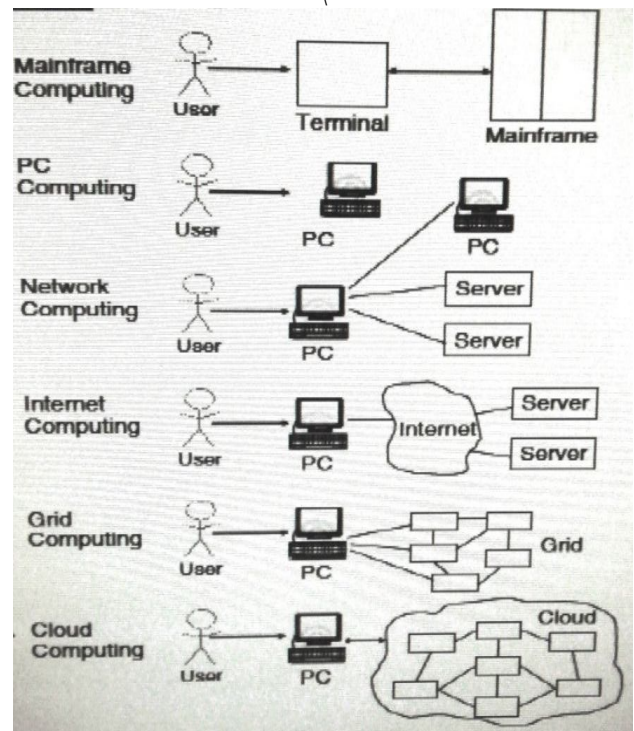 Mainframe
Computing
User
Terminal
Mainframe
PC
Computing
User
PC
PC
Network
Computing
User
PC
Server
Server
Internet
Computing
User
PC
Internet
Server
Server
Grid
Computing
User
PC
Grid
Cloud
Computing
User
PC
Cloud